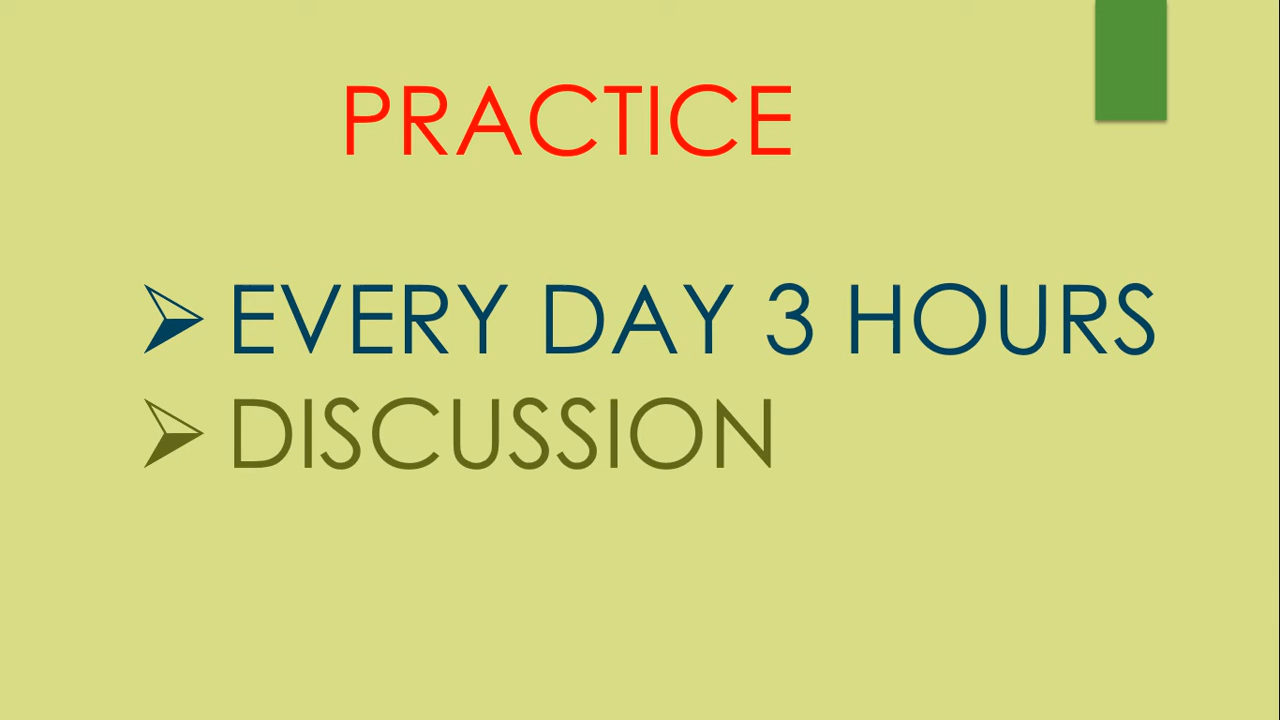 PRACTICE
➢ EVERY DAY 3 HOURS
➢ DISCUSSION